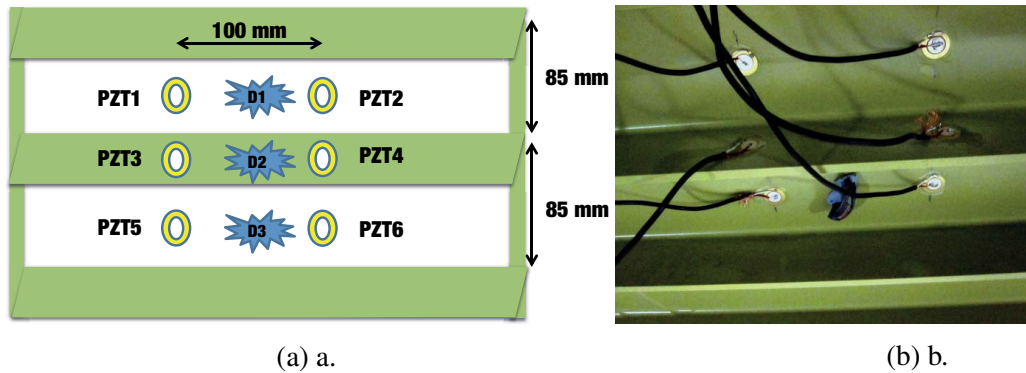 100 mm
85 mm
PZT1 D1 PZT2
PZT3 D2 PZT4
85 mm
PZT5 D3 PZT6
(a) a.
(b) b.